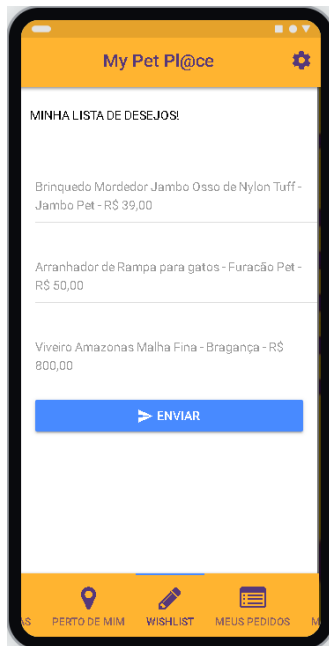 My Pet Pl@ce
MINHA LISTA DE DESEJOS!
Brinquedo Mordedor Jambo Osso de Nylon Tuff -
Jambo Pet - R$ 39,00
Arranhador de Rampa para gatos - Furacão Pet -
R$ 50,00
Viveiro Amazonas Malha Fina - Bragança - R$
800,00
ENVIAR
AS PERTO DE MIM WISHLIST MEUS PEDIDOS M